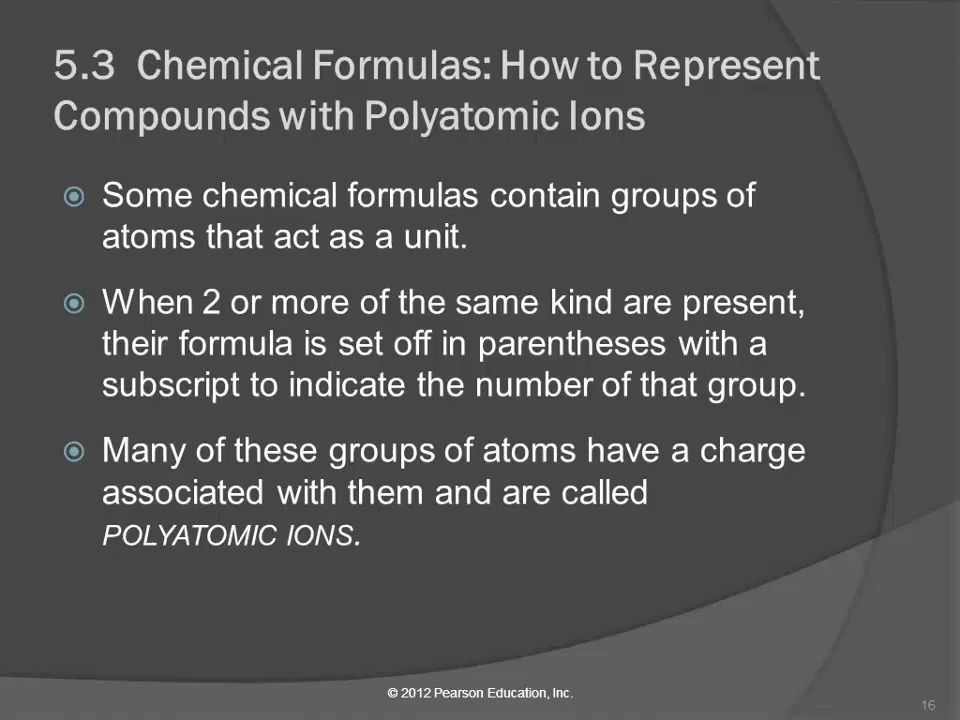 5.3 Chemical Formulas: How to Represent
Compounds with Polyatomic Ions
Some chemical formulas contain groups of
atoms that act as a unit.
When 2 or more of the same kind are present,
their formula is set off in parentheses with a
subscript to indicate the number of that group.
Many of these groups of atoms have a charge
associated with them and are called
POLYATOMIC IONS.
© 2012 Pearson Education, Inc.
16